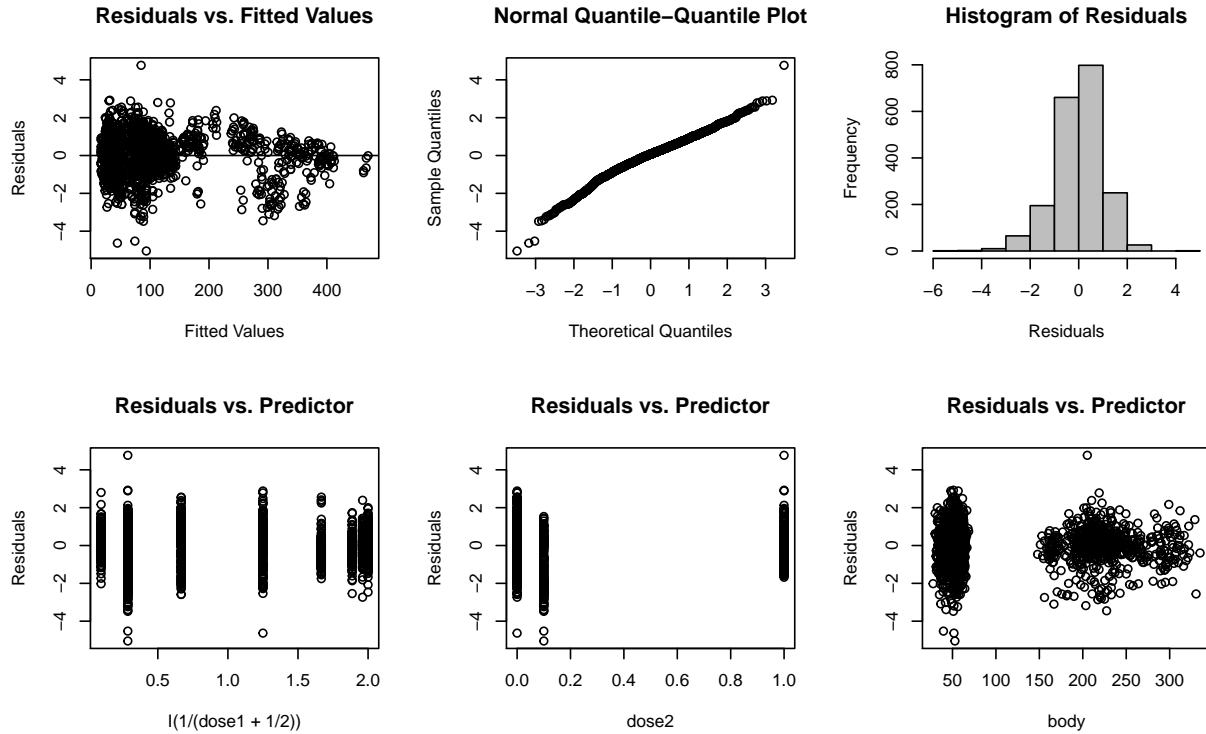 Residuals vs. Fitted Values
Residuals
4
2
0
−2
−4
0 100 200 300 400
Fitted Values
Normal Quantile−Quantile Plot
Sample Quantiles
4
2
0
−2
−4
−3 −2 −1 0 1 2 3
Theoretical Quantiles
Histogram of Residuals
Frequency
800
600
400
200
0
−6 −4 −2 0 2 4
Residuals
Residuals vs. Predictor
Residuals
4
2
0
−2
−4
0.5 1.0 1.5 2.0
I(1/(dose1 + 1/2))
Residuals vs. Predictor
Residuals
4
2
0
−2
−4
0.0 0.2 0.4 0.6 0.8 1.0
dose2
Residuals vs. Predictor
Residuals
4
2
0
−2
−4
50 100 150 200 250 300
body